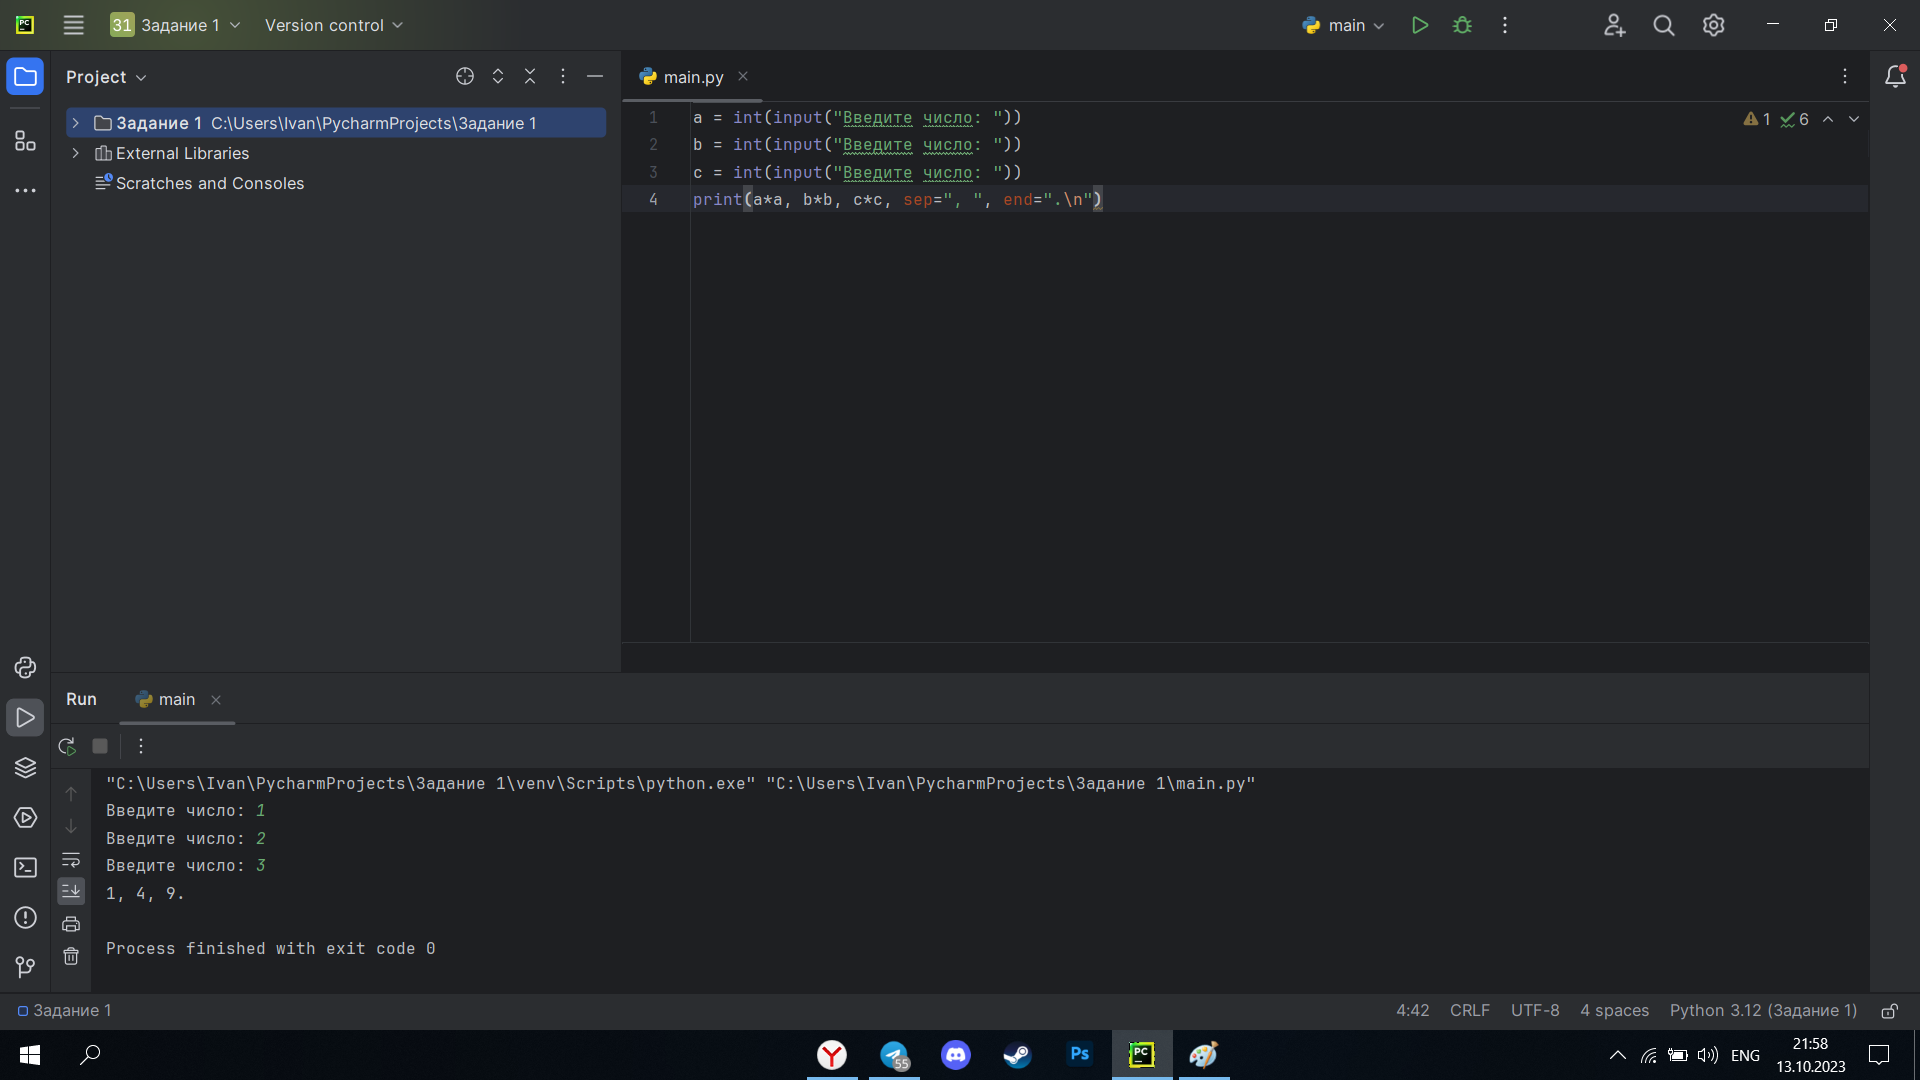 PC
31 Задание 1
Version control
main
Project
Задание 1 C:\Users\Ivan\PycharmProjects\Задание 1
External Libraries
Scratches and Consoles
main.py
1 a = int(input("Введите число: "))
2 b = int(input("Введите число: "))
3 c = int(input("Введите число: "))
4 print(a*a, b*b, c*c, sep=", ", end=".\n")
1 6
Run
main
"C:\Users\Ivan\PycharmProjects\Задание 1\venv\Scripts\python.exe" "C:\Users\Ivan\PycharmProjects\Задание 1\main.py"
Введите число: 1
Введите число: 2
Введите число: 3
1, 4, 9.
Process finished with exit code 0
Задание 1
4:42 CRLF UTF-8 4 spaces Python 3.12 (Задание 1)
55
Ps
PC
ENG
21:58
13.10.2023